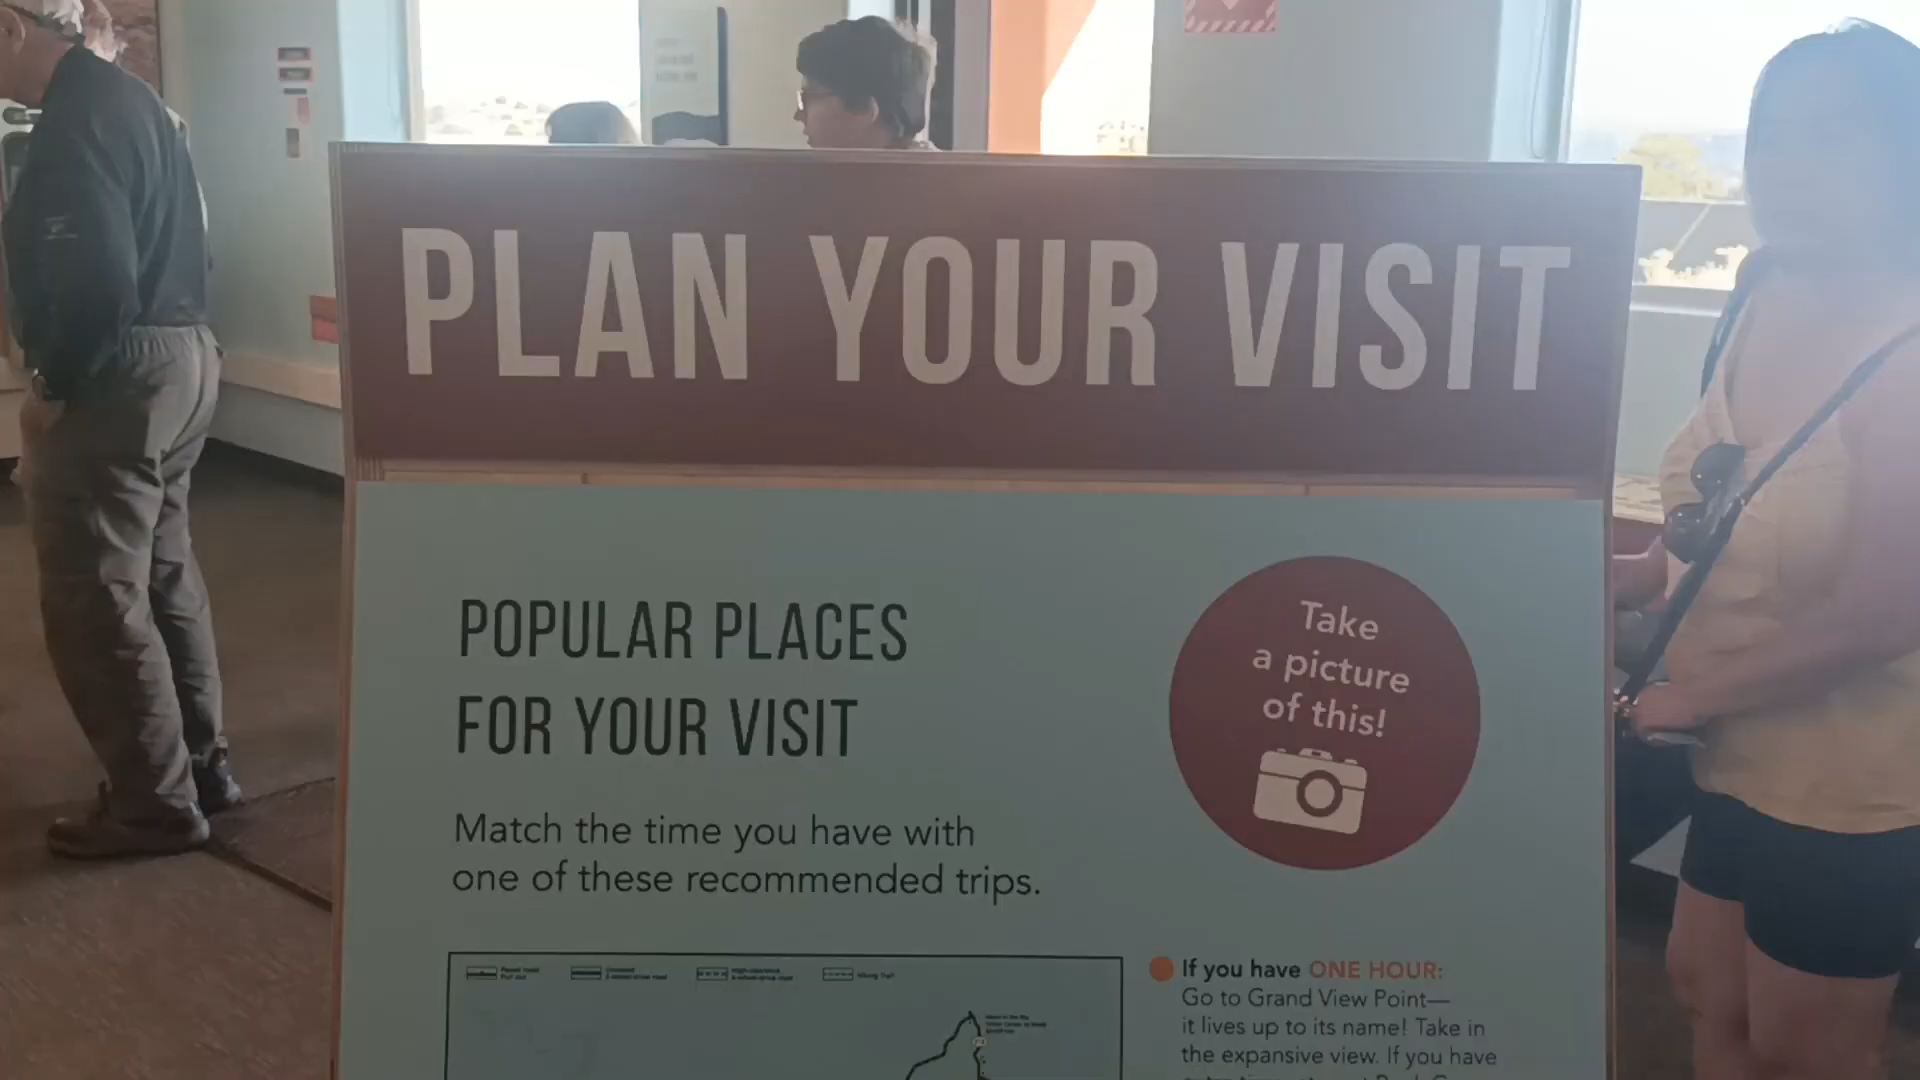 PLAN YOUR VISIT
POPULAR PLACES
FOR YOUR VISIT
Take
a picture
of this!
Match the time you have with
one of these recommended trips.
If you have ONE HOUR:
Go to Grand View Point—
it lives up to its name! Take in
the expansive view. If you have
Hiking Trail